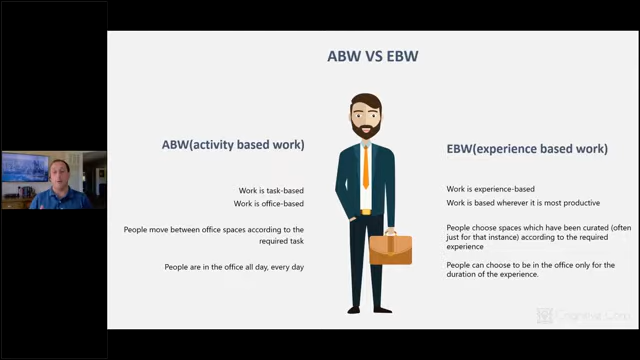 ABW VS EBW
ABW(activity based work)
Work is task-based
Work is office-based
People move between office spaces according to the
required task
People are in the office all day, every day
EBW(experience based work)
Work is experience-based
Work is based wherever it is most productive
People choose spaces which have been curated (often
just for that instance) according to the required
experience
People can choose to be in the office only for the
duration of the experience.
Cognitive Corp